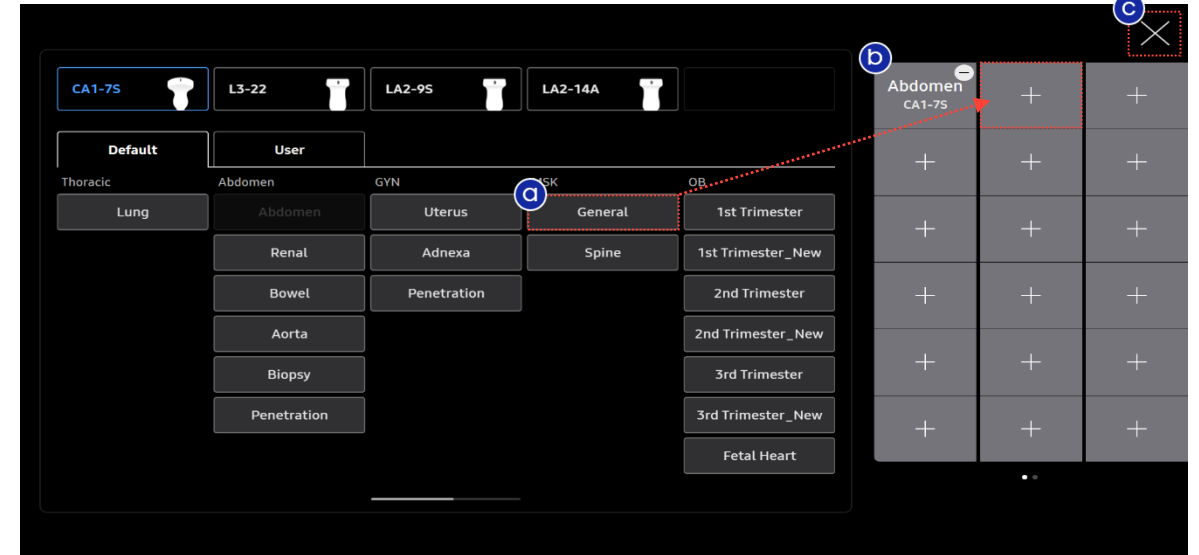 c
b
CA1-7S
L3-22
LA2-9S
LA2-14A
Abdomen
CA1-7S
Default
User
Thoracic
Abdomen
GYN
MSK
OB
a
Lung
Abdomen
Uterus
General
1st Trimester
Renal
Adnexa
Spine
1st Trimester_New
Bowel
Penetration
2nd Trimester
Aorta
2nd Trimester_New
Biopsy
3rd Trimester
Penetration
3rd Trimester_New
Fetal Heart